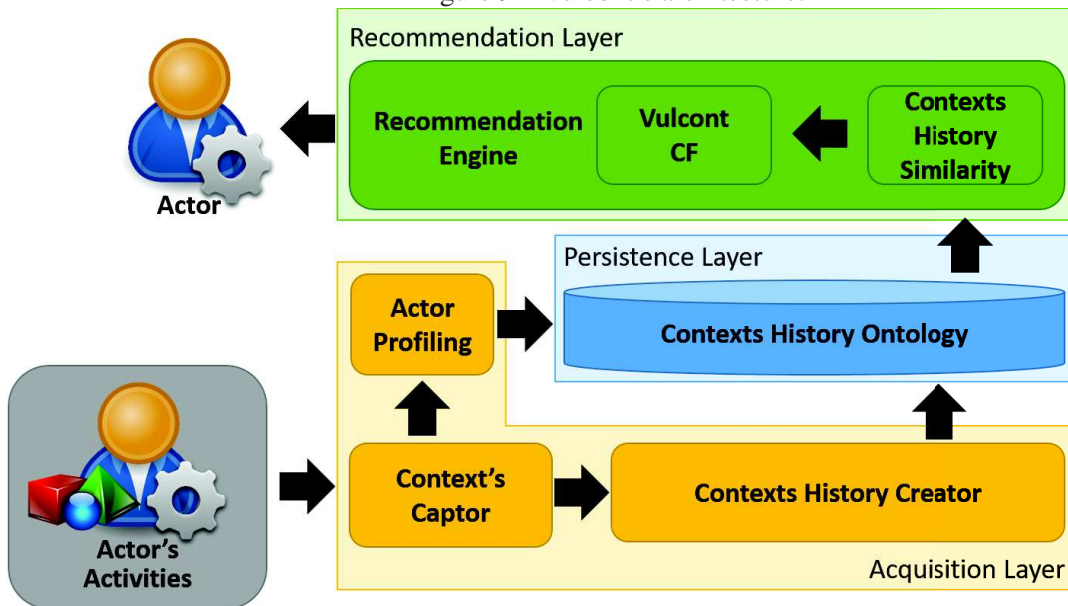 Recommendation Layer
Recommendation
Engine
Vulcont
CF
Contexts
History
Similarity
Actor
Persistence Layer
Contexts History Ontology
Actor
Profiling
Context's
Captor
Contexts History Creator
Actor's
Activities
Acquisition Layer